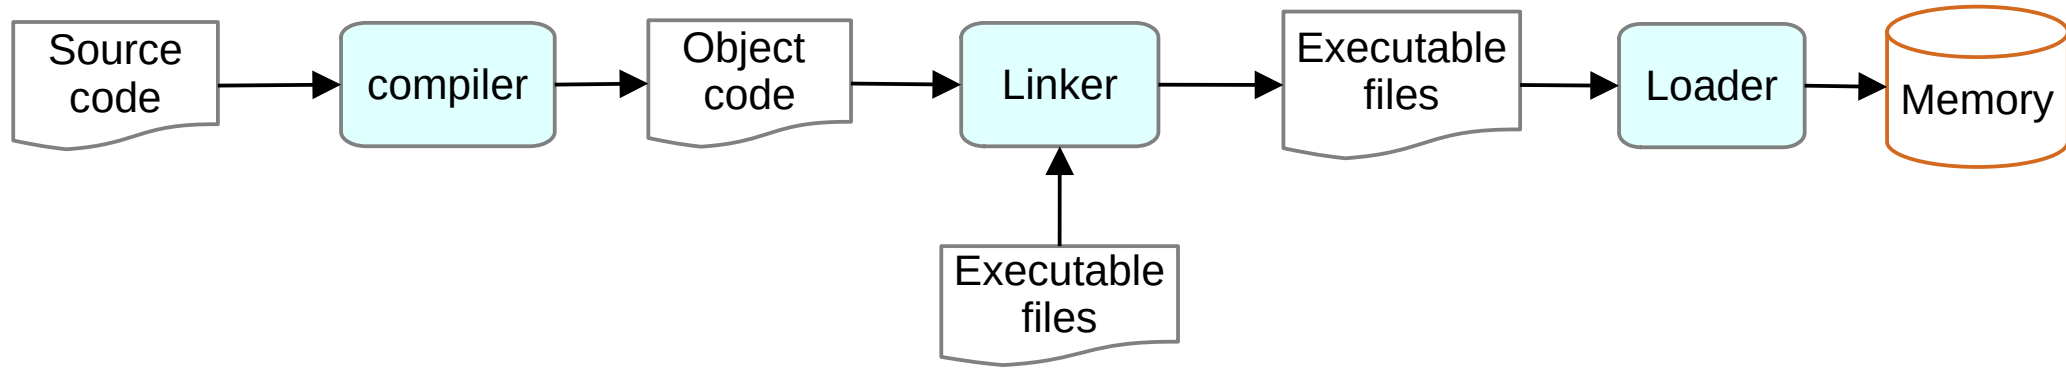 Source
code
compiler
Object
code
Linker
Executable
files
Loader
Memory
Executable
files